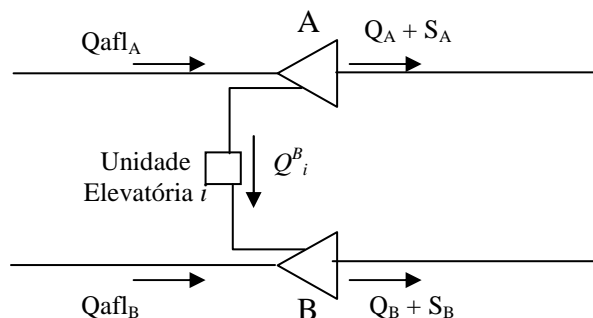 A
Qafl_A
Q_A + S_A
Unidade
Elevatória i
Q^B_i
Qafl_B
B
Q_B + S_B